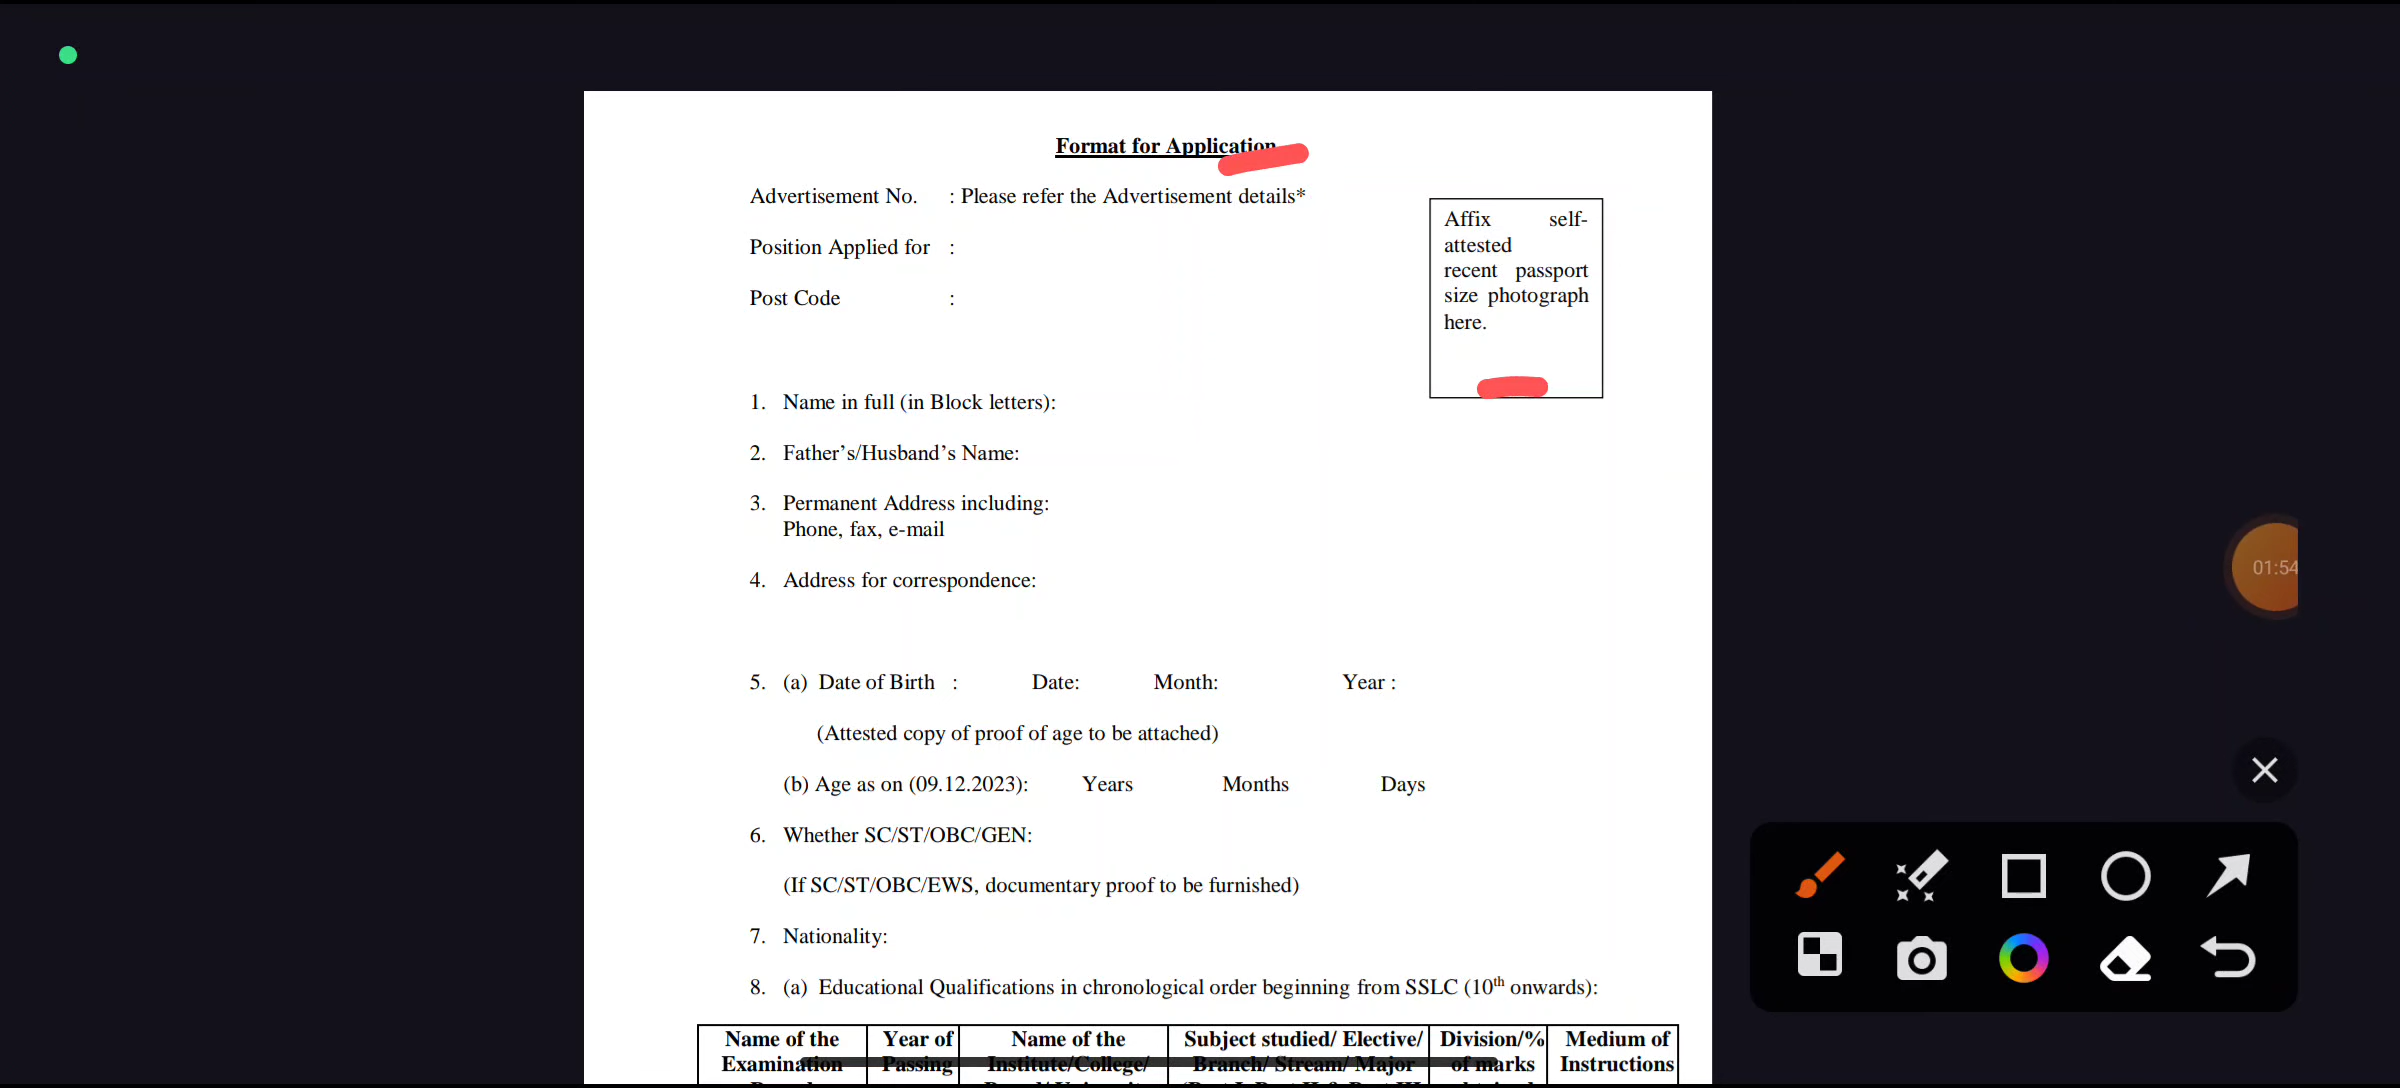 Format for Application
Advertisement No. : Please refer the Advertisement details*
Position Applied for :
Post Code :
Affix self-
attested
recent passport
size photograph
here.
1. Name in full (in Block letters):
2. Father’s/Husband’s Name:
3. Permanent Address including:
Phone, fax, e-mail
4. Address for correspondence:
5. (a) Date of Birth : Date: Month: Year :
(Attested copy of proof of age to be attached)
(b) Age as on (09.12.2023): Years Months Days
6. Whether SC/ST/OBC/GEN:
(If SC/ST/OBC/EWS, documentary proof to be furnished)
7. Nationality:
8. (a) Educational Qualifications in chronological order beginning from SSLC (10th onwards):
Name of the Year of Name of the Subject studied/ Elective/ Division/% Medium of
Examination Passing Institute/College/ Branch/ Stream/ Major of marks Instructions
01:54